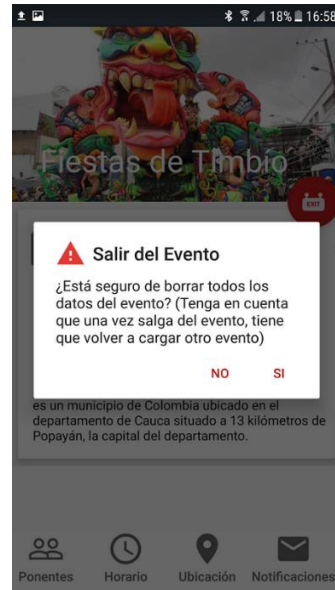 18% 16:58
Fiestas de Timbío
EXIT
Salir del Evento
¿Está seguro de borrar todos los
datos del evento? (Tenga en cuenta
que una vez salga del evento, tiene
que volver a cargar otro evento)
NO SI
es un municipio de Colombia ubicado en el
departamento de Cauca situado a 13 kilómetros de
Popayán, la capital del departamento.
Ponentes Horario Ubicación Notificaciones